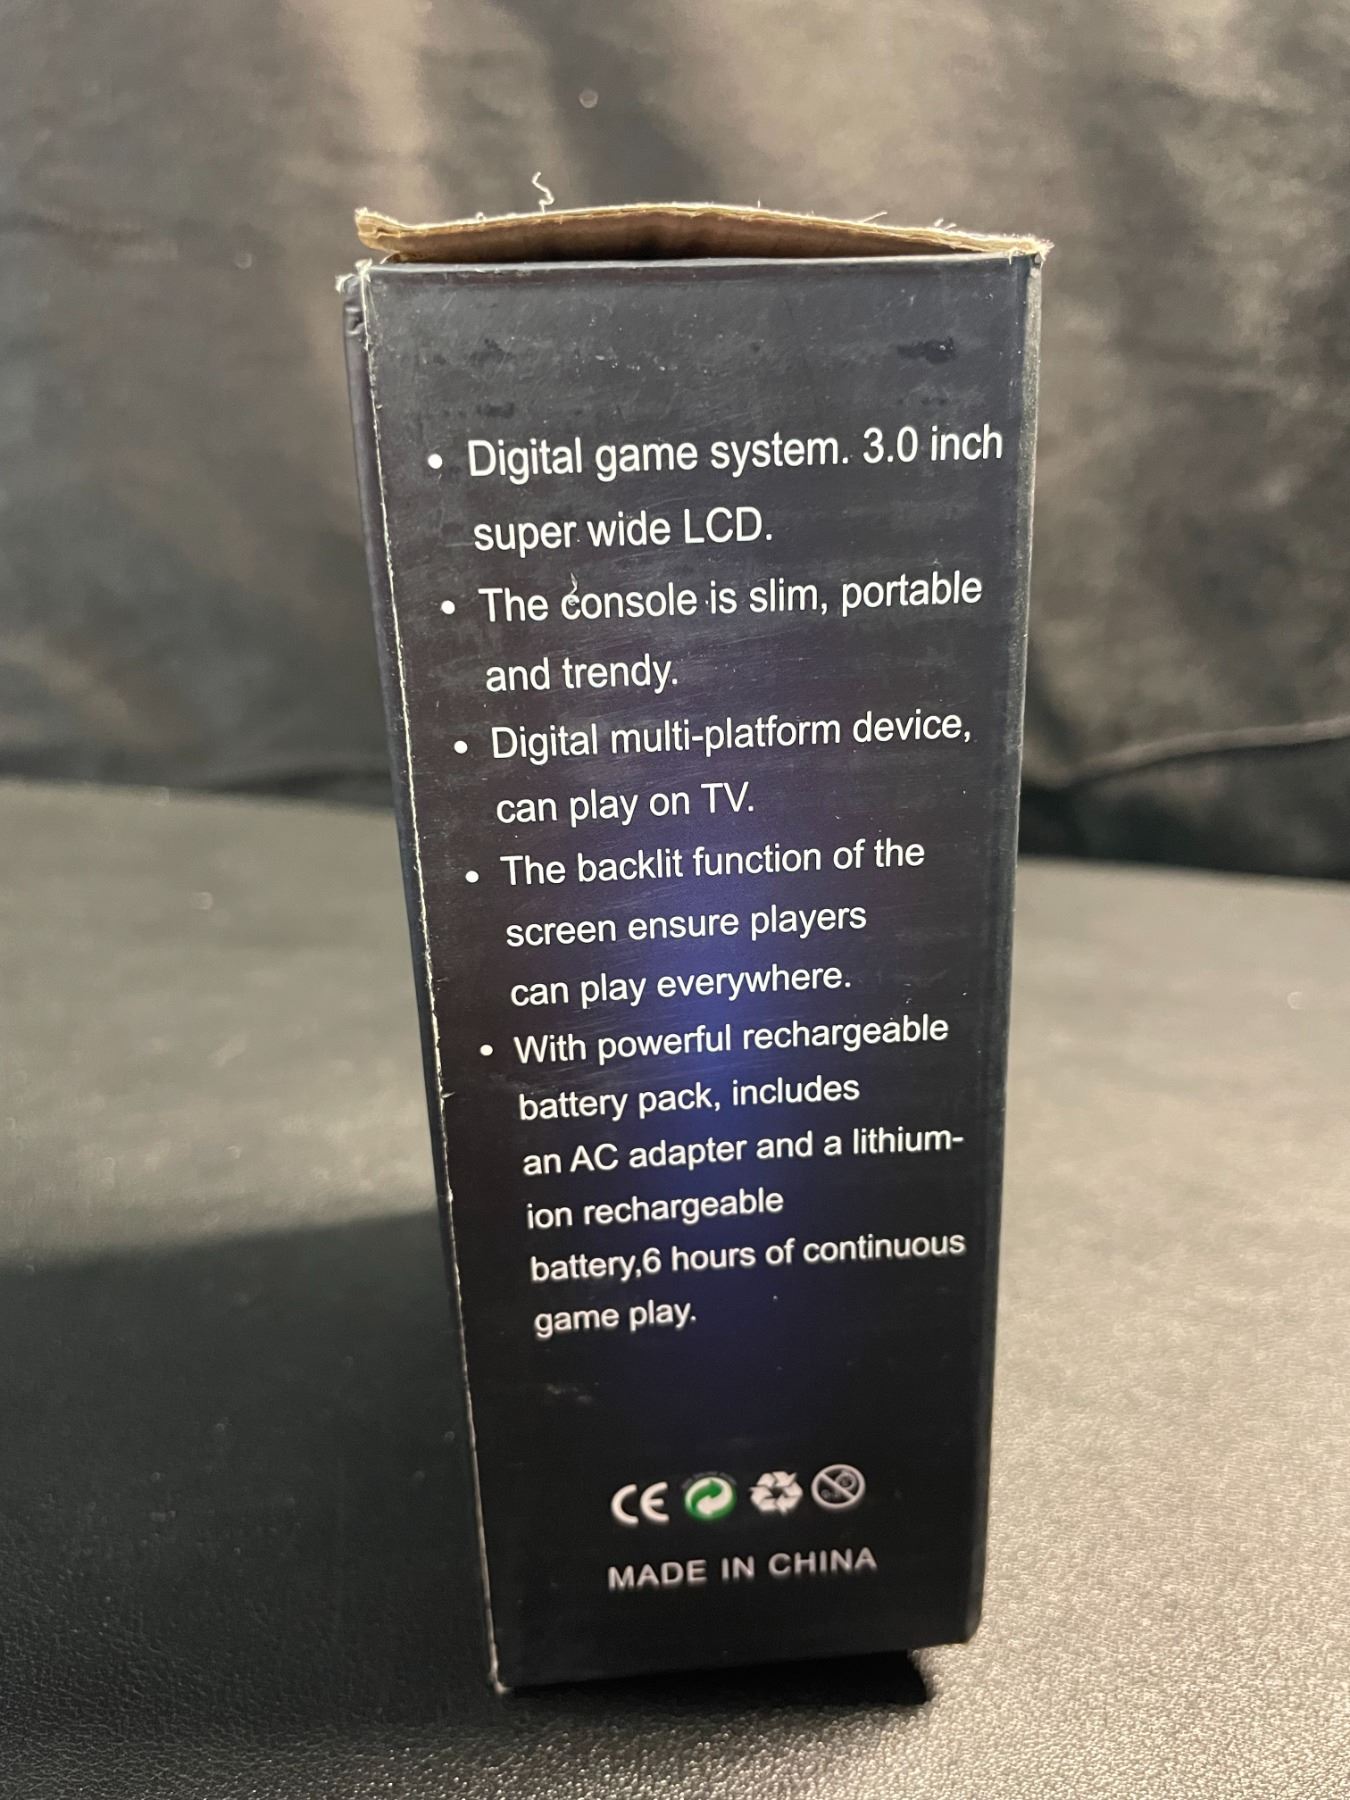 • Digital game system. 3.0 inch
super wide LCD.
• The console is slim, portable
and trendy.
• Digital multi-platform device,
can play on TV.
• The backlit function of the
screen ensure players
can play everywhere.
• With powerful rechargeable
battery pack, includes
an AC adapter and a lithium-
ion rechargeable
battery,6 hours of continuous
game play.
CE
MADE IN CHINA